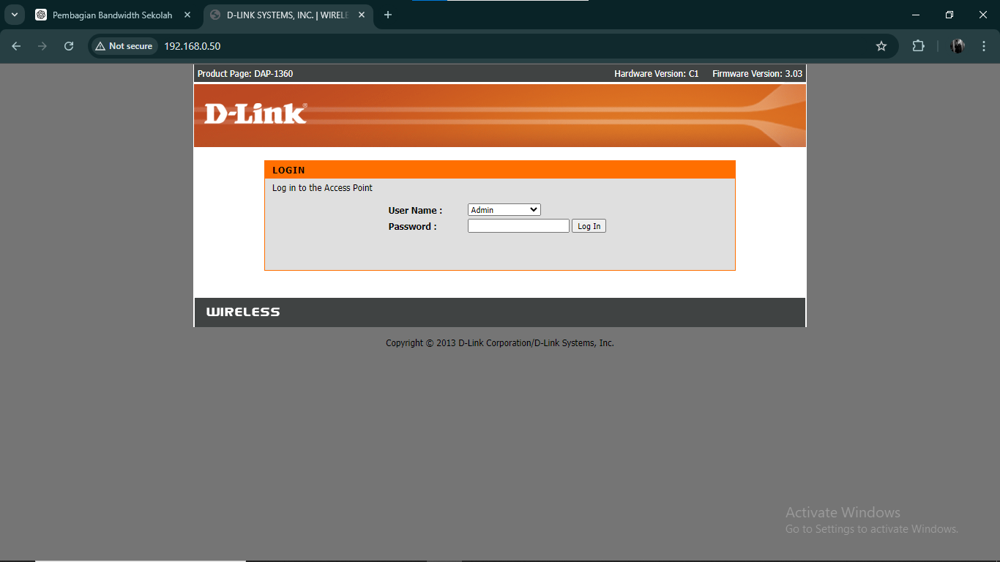 Pembagian Bandwidth Sekolah
D-LINK SYSTEMS, INC. | WIRELE
Not secure
192.168.0.50
Product Page: DAP-1360
Hardware Version: C1
Firmware Version: 3.03
D-Link
LOGIN
Log in to the Access Point
User Name :
Admin
Password :
Log In
WIRELESS
Copyright © 2013 D-Link Corporation/D-Link Systems, Inc.
Activate Windows
Go to Settings to activate Windows.